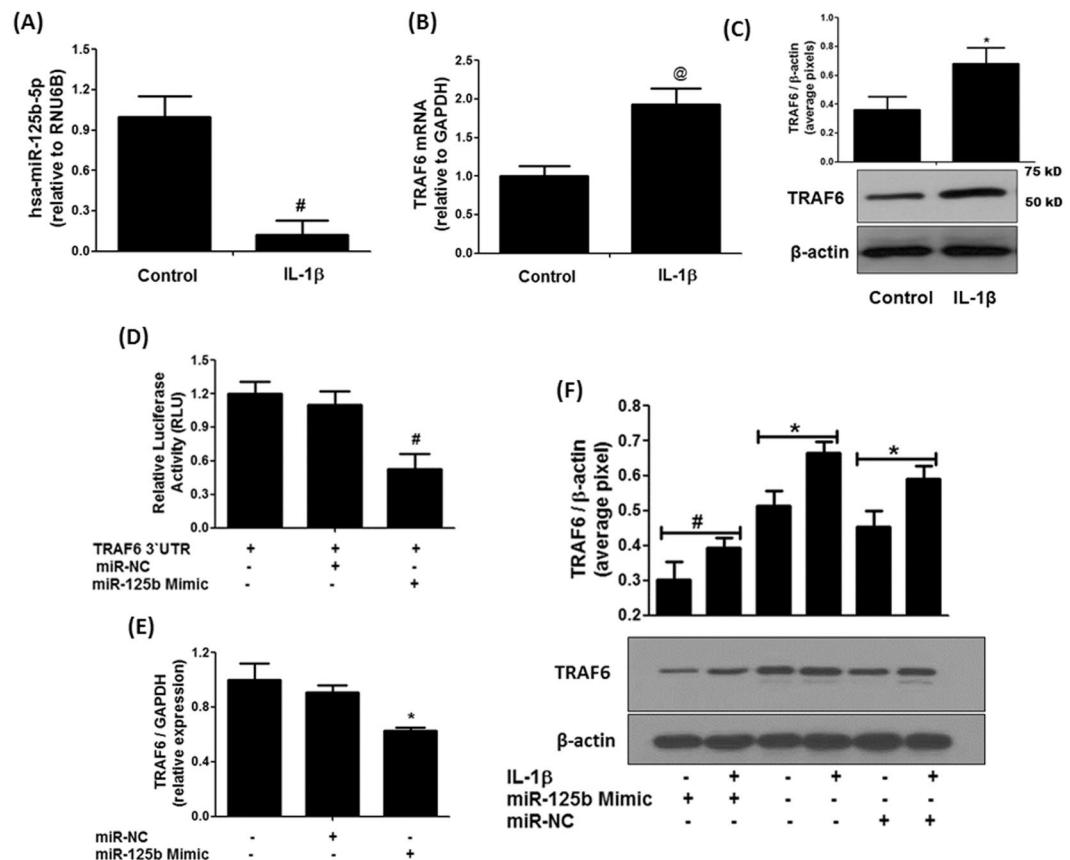 (A)
hsa-miR-125b-5p
(relative to RNU6B)
1.5
1.2
0.9
0.6
0.3
0.0
#
Control
IL-1β
(B)
TRAF6 mRNA
(relative to GAPDH)
2.5
2.0
1.5
1.0
0.5
0.0
@
Control
IL-1β
(C)
TRAF6 / β-actin
(average pixels)
1.0
0.8
0.6
0.4
0.2
0.0
*
75 kD
TRAF6
50 kD
β-actin
Control IL-1β
(D)
Relative Luciferase
Activity (RLU)
1.5
1.2
0.9
0.6
0.3
0.0
#
TRAF6 3`UTR + + +
miR-NC - + -
miR-125b Mimic - - +
(E)
TRAF6 / GAPDH
(relative expression)
1.2
0.8
0.4
0.0
*
miR-NC - + -
miR-125b Mimic - - +
(F)
TRAF6 / β-actin
(average pixel)
0.8
0.7
0.6
0.5
0.4
0.3
0.2
#
*
*
TRAF6
β-actin
IL-1β - + - + - +
miR-125b Mimic + + - - - -
miR-NC - - - - + +